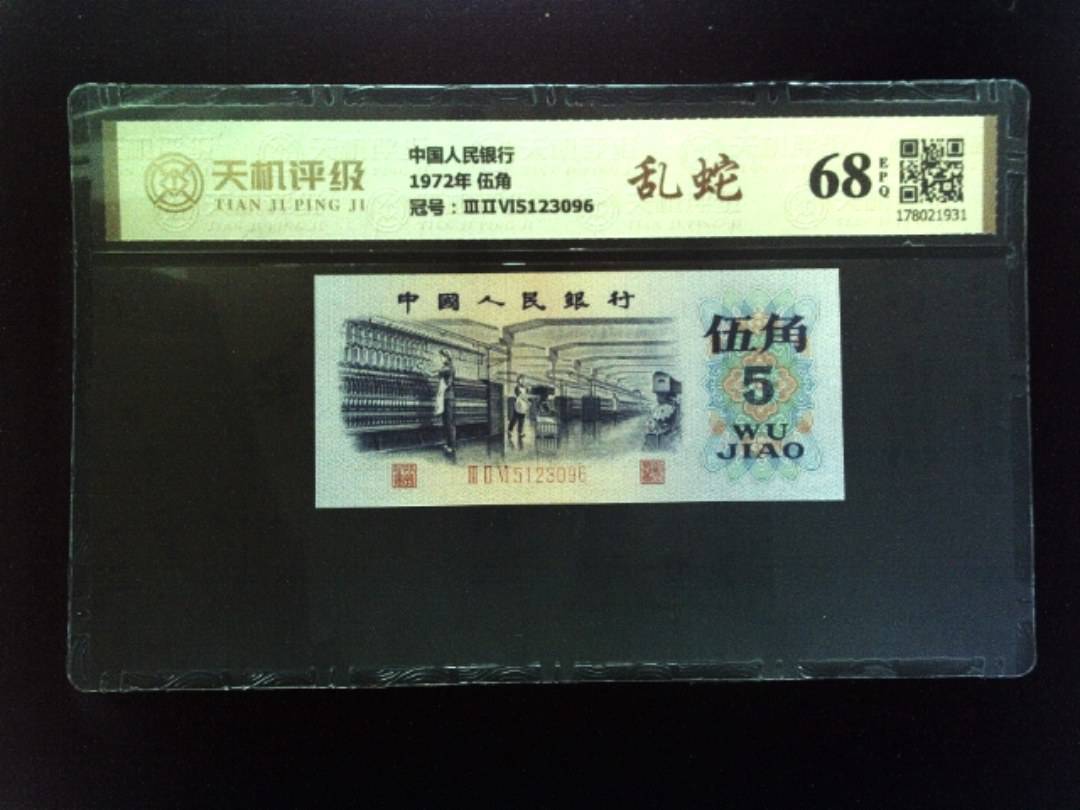 天机评级
TIAN JI PING JI
中国人民银行
1972年 伍角
冠号：ⅢⅡⅥ5123096
乱蛇
68
EPQ
178021931
中國人民銀行
伍角
5
WU
JIAO
ⅢⅡⅥ5123096